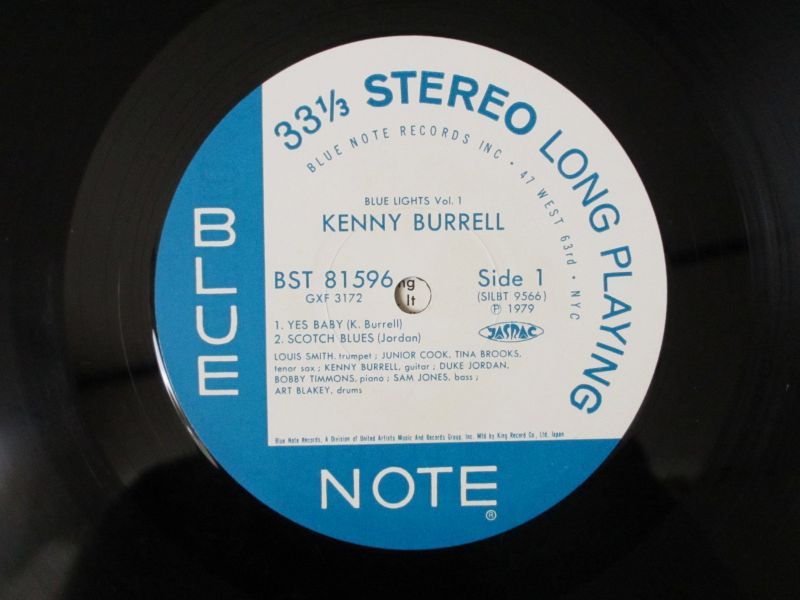 33⅓ STEREO LONG PLAYING
BLUE NOTE RECORDS INC • 47 WEST 63rd • NYC
BLUE LIGHTS Vol. 1
KENNY BURRELL
BST 81596
GXF 3172
ng
lt
Side 1
(SILBT 9566)
Ⓟ 1979
JASRAC
1. YES BABY (K. Burrell)
2. SCOTCH BLUES (Jordan)
LOUIS SMITH, trumpet ; JUNIOR COOK, TINA BROOKS,
tenor sax ; KENNY BURRELL, guitar ; DUKE JORDAN,
BOBBY TIMMONS, piano ; SAM JONES, bass ;
ART BLAKEY, drums
Blue Note Records, A Division of United Artists Music And Records Group, Inc. Mfd by King Record Co., Ltd. Japan
BLUE
NOTE
®